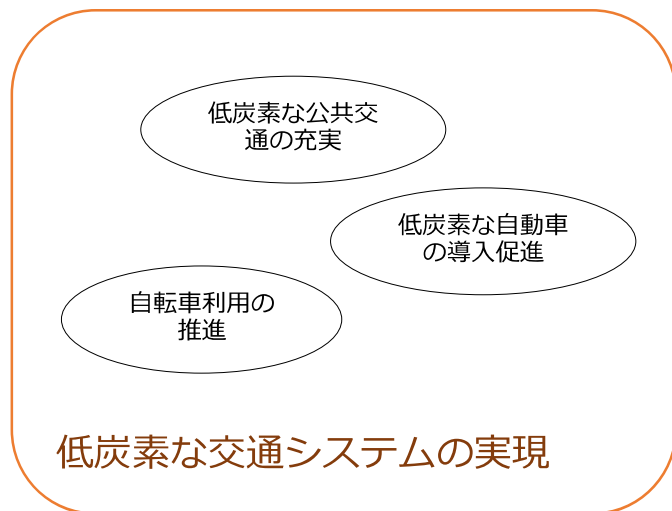 低炭素な公共交
通の充実
低炭素な自動車
の導入促進
自転車利用の
推進
低炭素な交通システムの実現